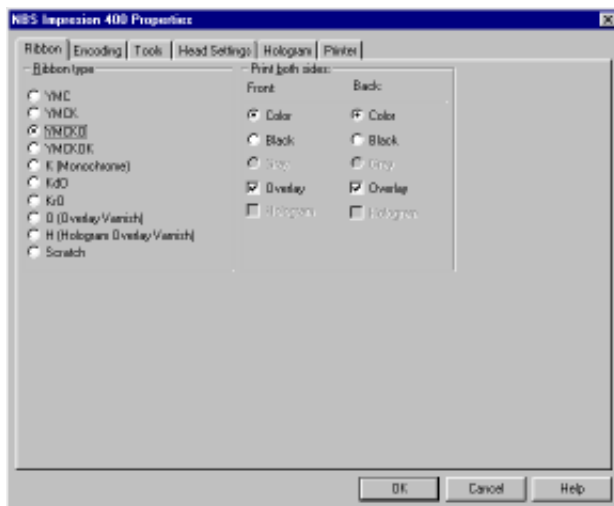 NBS Impresion 400 Properties
Ribbon Encoding Tools Head Settings Hologram Printer
Ribbon type
YMC
YMCK
YMCKO
YMCKOK
K (Monochrome)
KdO
KrO
O (Overlay Varnish)
H (Hologram Overlay Varnish)
Scratch
Print both sides:
Front:
Color
Black
Gray
Overlay
Hologram
Back:
Color
Black
Gray
Overlay
Hologram
OK Cancel Help